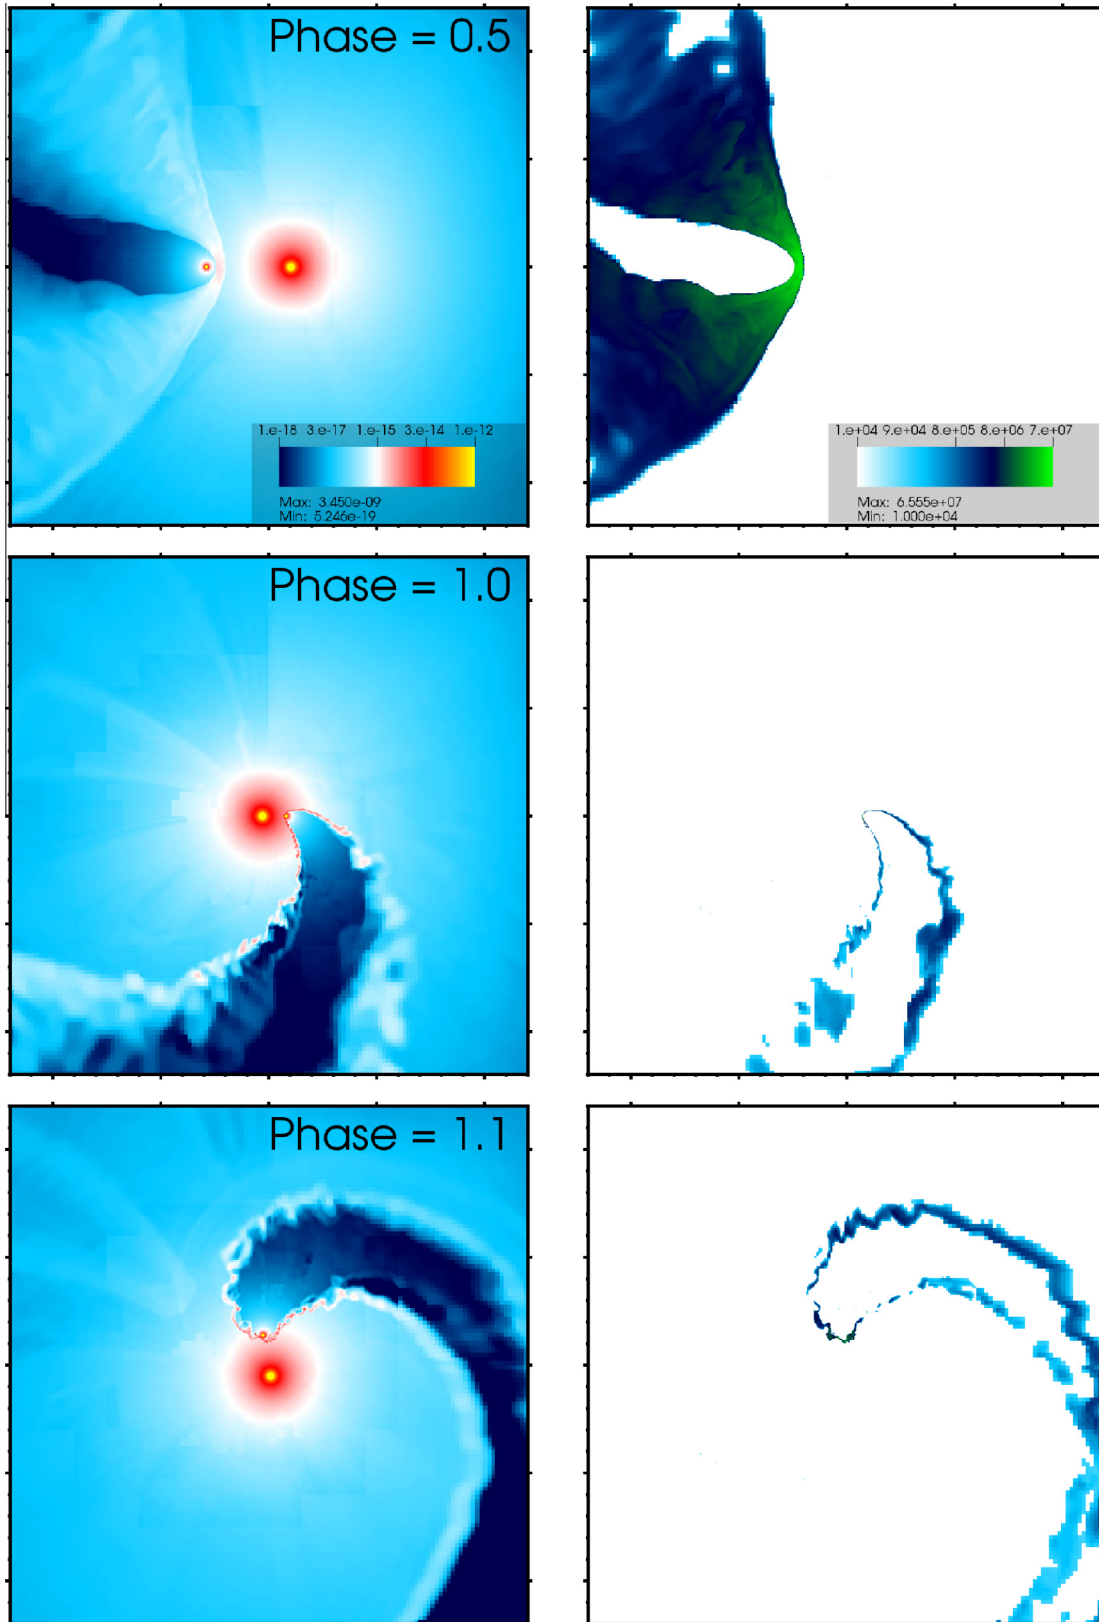 Phase = 0.5
1.e-18 3.e-17 1.e-15 3.e-14 1.e-12
Max: 3.450e-09
Min: 5.246e-19
1.e+04 9.e+04 8.e+05 8.e+06 7.e+07
Max: 6.555e+07
Min: 1.000e+04
Phase = 1.0
Phase = 1.1